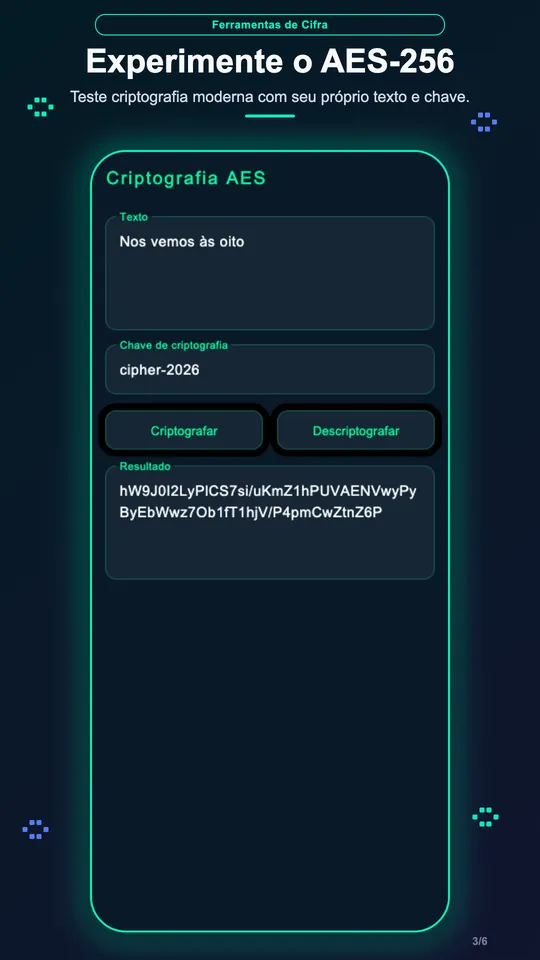 Ferramentas de Cifra
Experimente o AES-256
Teste criptografia moderna com seu próprio texto e chave.
Criptografia AES
Texto
Nos vemos às oito
Chave de criptografia
cipher-2026
Criptografar
Descriptografar
Resultado
hW9J0I2LyPICS7si/uKmZ1hPUVAENVwyPy
ByEbWwz7Ob1fT1hjV/P4pmCwZtnZ6P
3/6